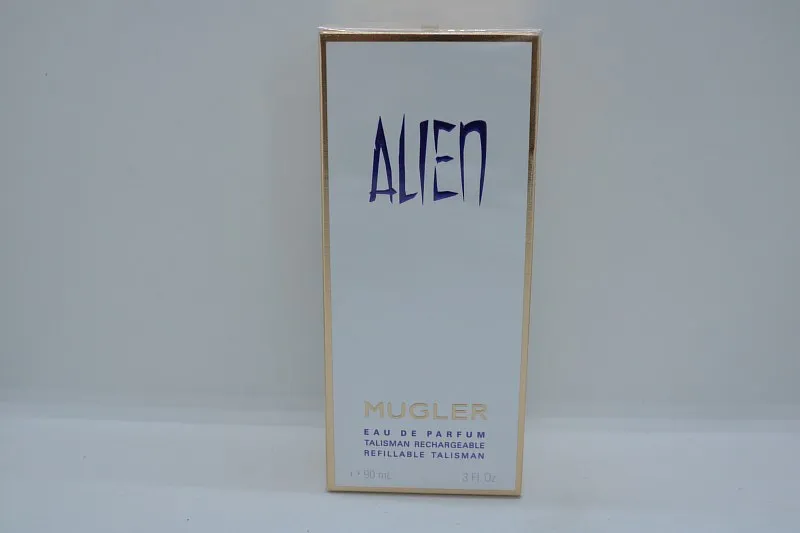 ALIEN
MUGLER
EAU DE PARFUM
TALISMAN RECHARGEABLE
REFILLABLE TALISMAN
90 mL 3 Fl. Oz.